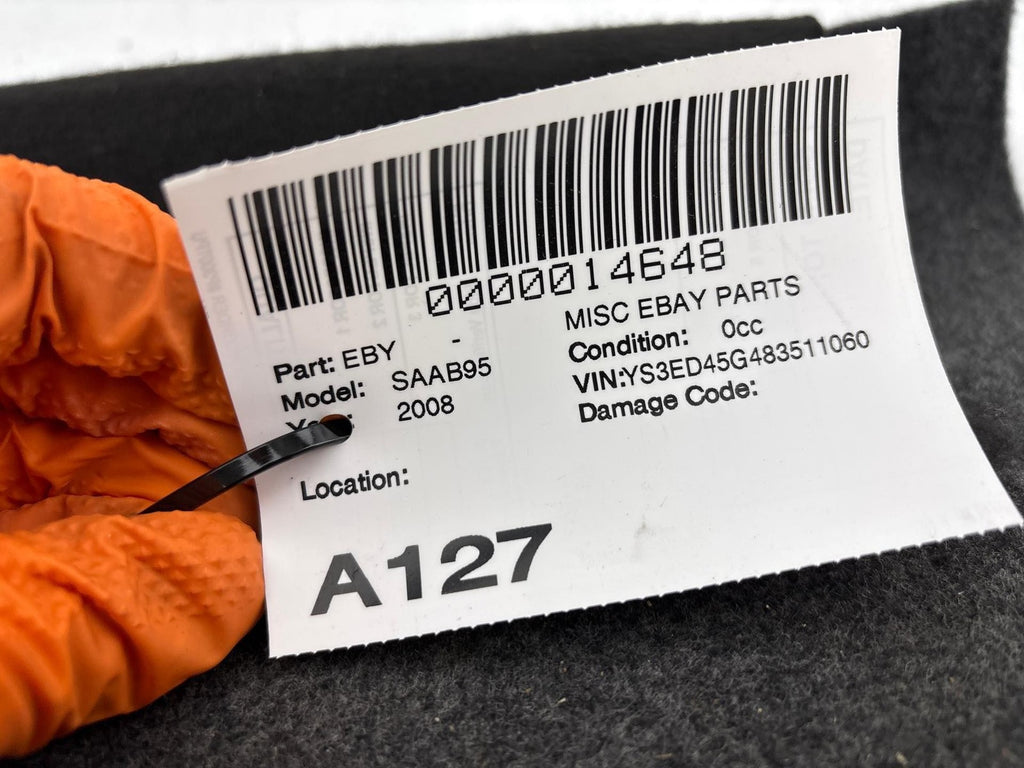 0000014648
Part: EBY - MISC EBAY PARTS
Model: SAAB95 Condition: 0cc
2008 VIN:YS3ED45G483511060
Damage Code:
Location:
A127